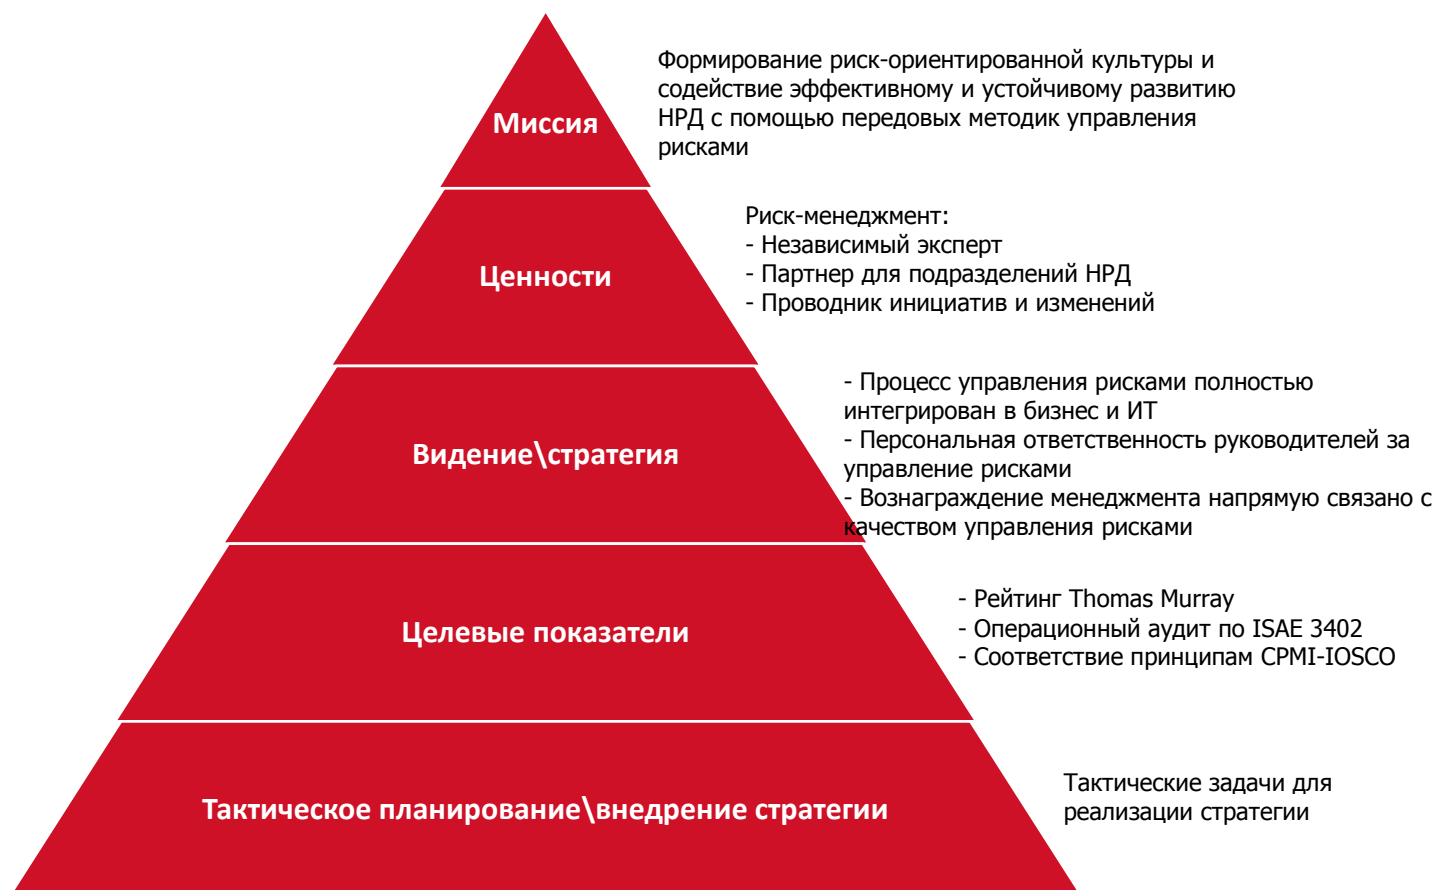 Формирование риск-ориентированной культуры и
содействие эффективному и устойчивому развитию
НРД с помощью передовых методик управления
рисками
Миссия
Риск-менеджмент:
- Независимый эксперт
- Партнер для подразделений НРД
- Проводник инициатив и изменений
Ценности
- Процесс управления рисками полностью
интегрирован в бизнес и ИТ
- Персональная ответственность руководителей за
управление рисками
- Вознаграждение менеджмента напрямую связано с
качеством управления рисками
Видение\стратегия
- Рейтинг Thomas Murray
- Операционный аудит по ISAE 3402
- Соответствие принципам CPMI-IOSCO
Целевые показатели
Тактические задачи для
реализации стратегии
Тактическое планирование\внедрение стратегии